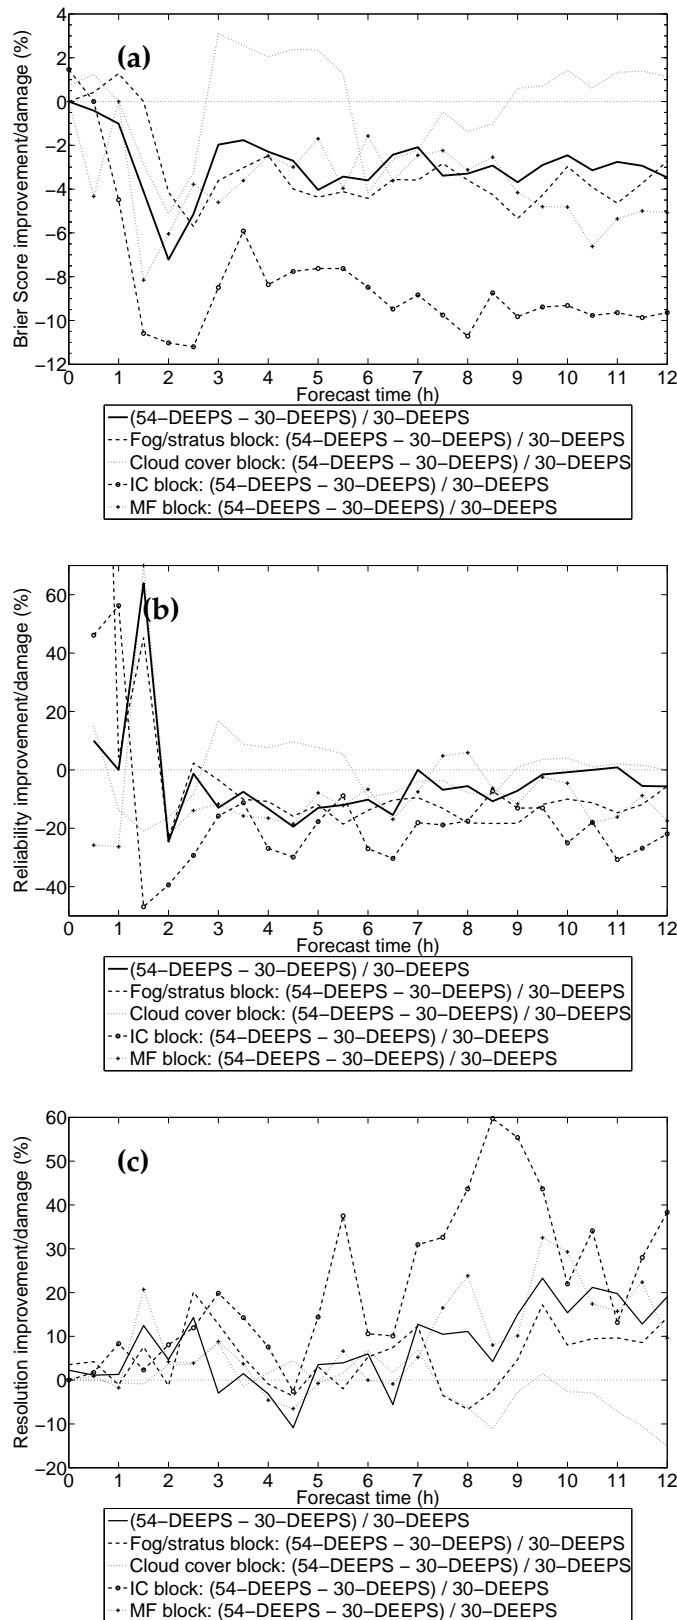 4
2
0
−2
−4
−6
−8
−10
−12
Brier Score improvement/damage (%)
(a)
0 1 2 3 4 5 6 7 8 9 10 11 12
Forecast time (h)
(54−DEEPS − 30−DEEPS) / 30−DEEPS
Fog/stratus block: (54−DEEPS − 30−DEEPS) / 30−DEEPS
Cloud cover block: (54−DEEPS − 30−DEEPS) / 30−DEEPS
IC block: (54−DEEPS − 30−DEEPS) / 30−DEEPS
MF block: (54−DEEPS − 30−DEEPS) / 30−DEEPS
60
40
20
0
−20
−40
Reliability improvement/damage (%)
(b)
0 1 2 3 4 5 6 7 8 9 10 11 12
Forecast time (h)
(54−DEEPS − 30−DEEPS) / 30−DEEPS
Fog/stratus block: (54−DEEPS − 30−DEEPS) / 30−DEEPS
Cloud cover block: (54−DEEPS − 30−DEEPS) / 30−DEEPS
IC block: (54−DEEPS − 30−DEEPS) / 30−DEEPS
MF block: (54−DEEPS − 30−DEEPS) / 30−DEEPS
60
50
40
30
20
10
0
−10
−20
Resolution improvement/damage (%)
(c)
0 1 2 3 4 5 6 7 8 9 10 11 12
Forecast time (h)
(54−DEEPS − 30−DEEPS) / 30−DEEPS
Fog/stratus block: (54−DEEPS − 30−DEEPS) / 30−DEEPS
Cloud cover block: (54−DEEPS − 30−DEEPS) / 30−DEEPS
IC block: (54−DEEPS − 30−DEEPS) / 30−DEEPS
MF block: (54−DEEPS − 30−DEEPS) / 30−DEEPS